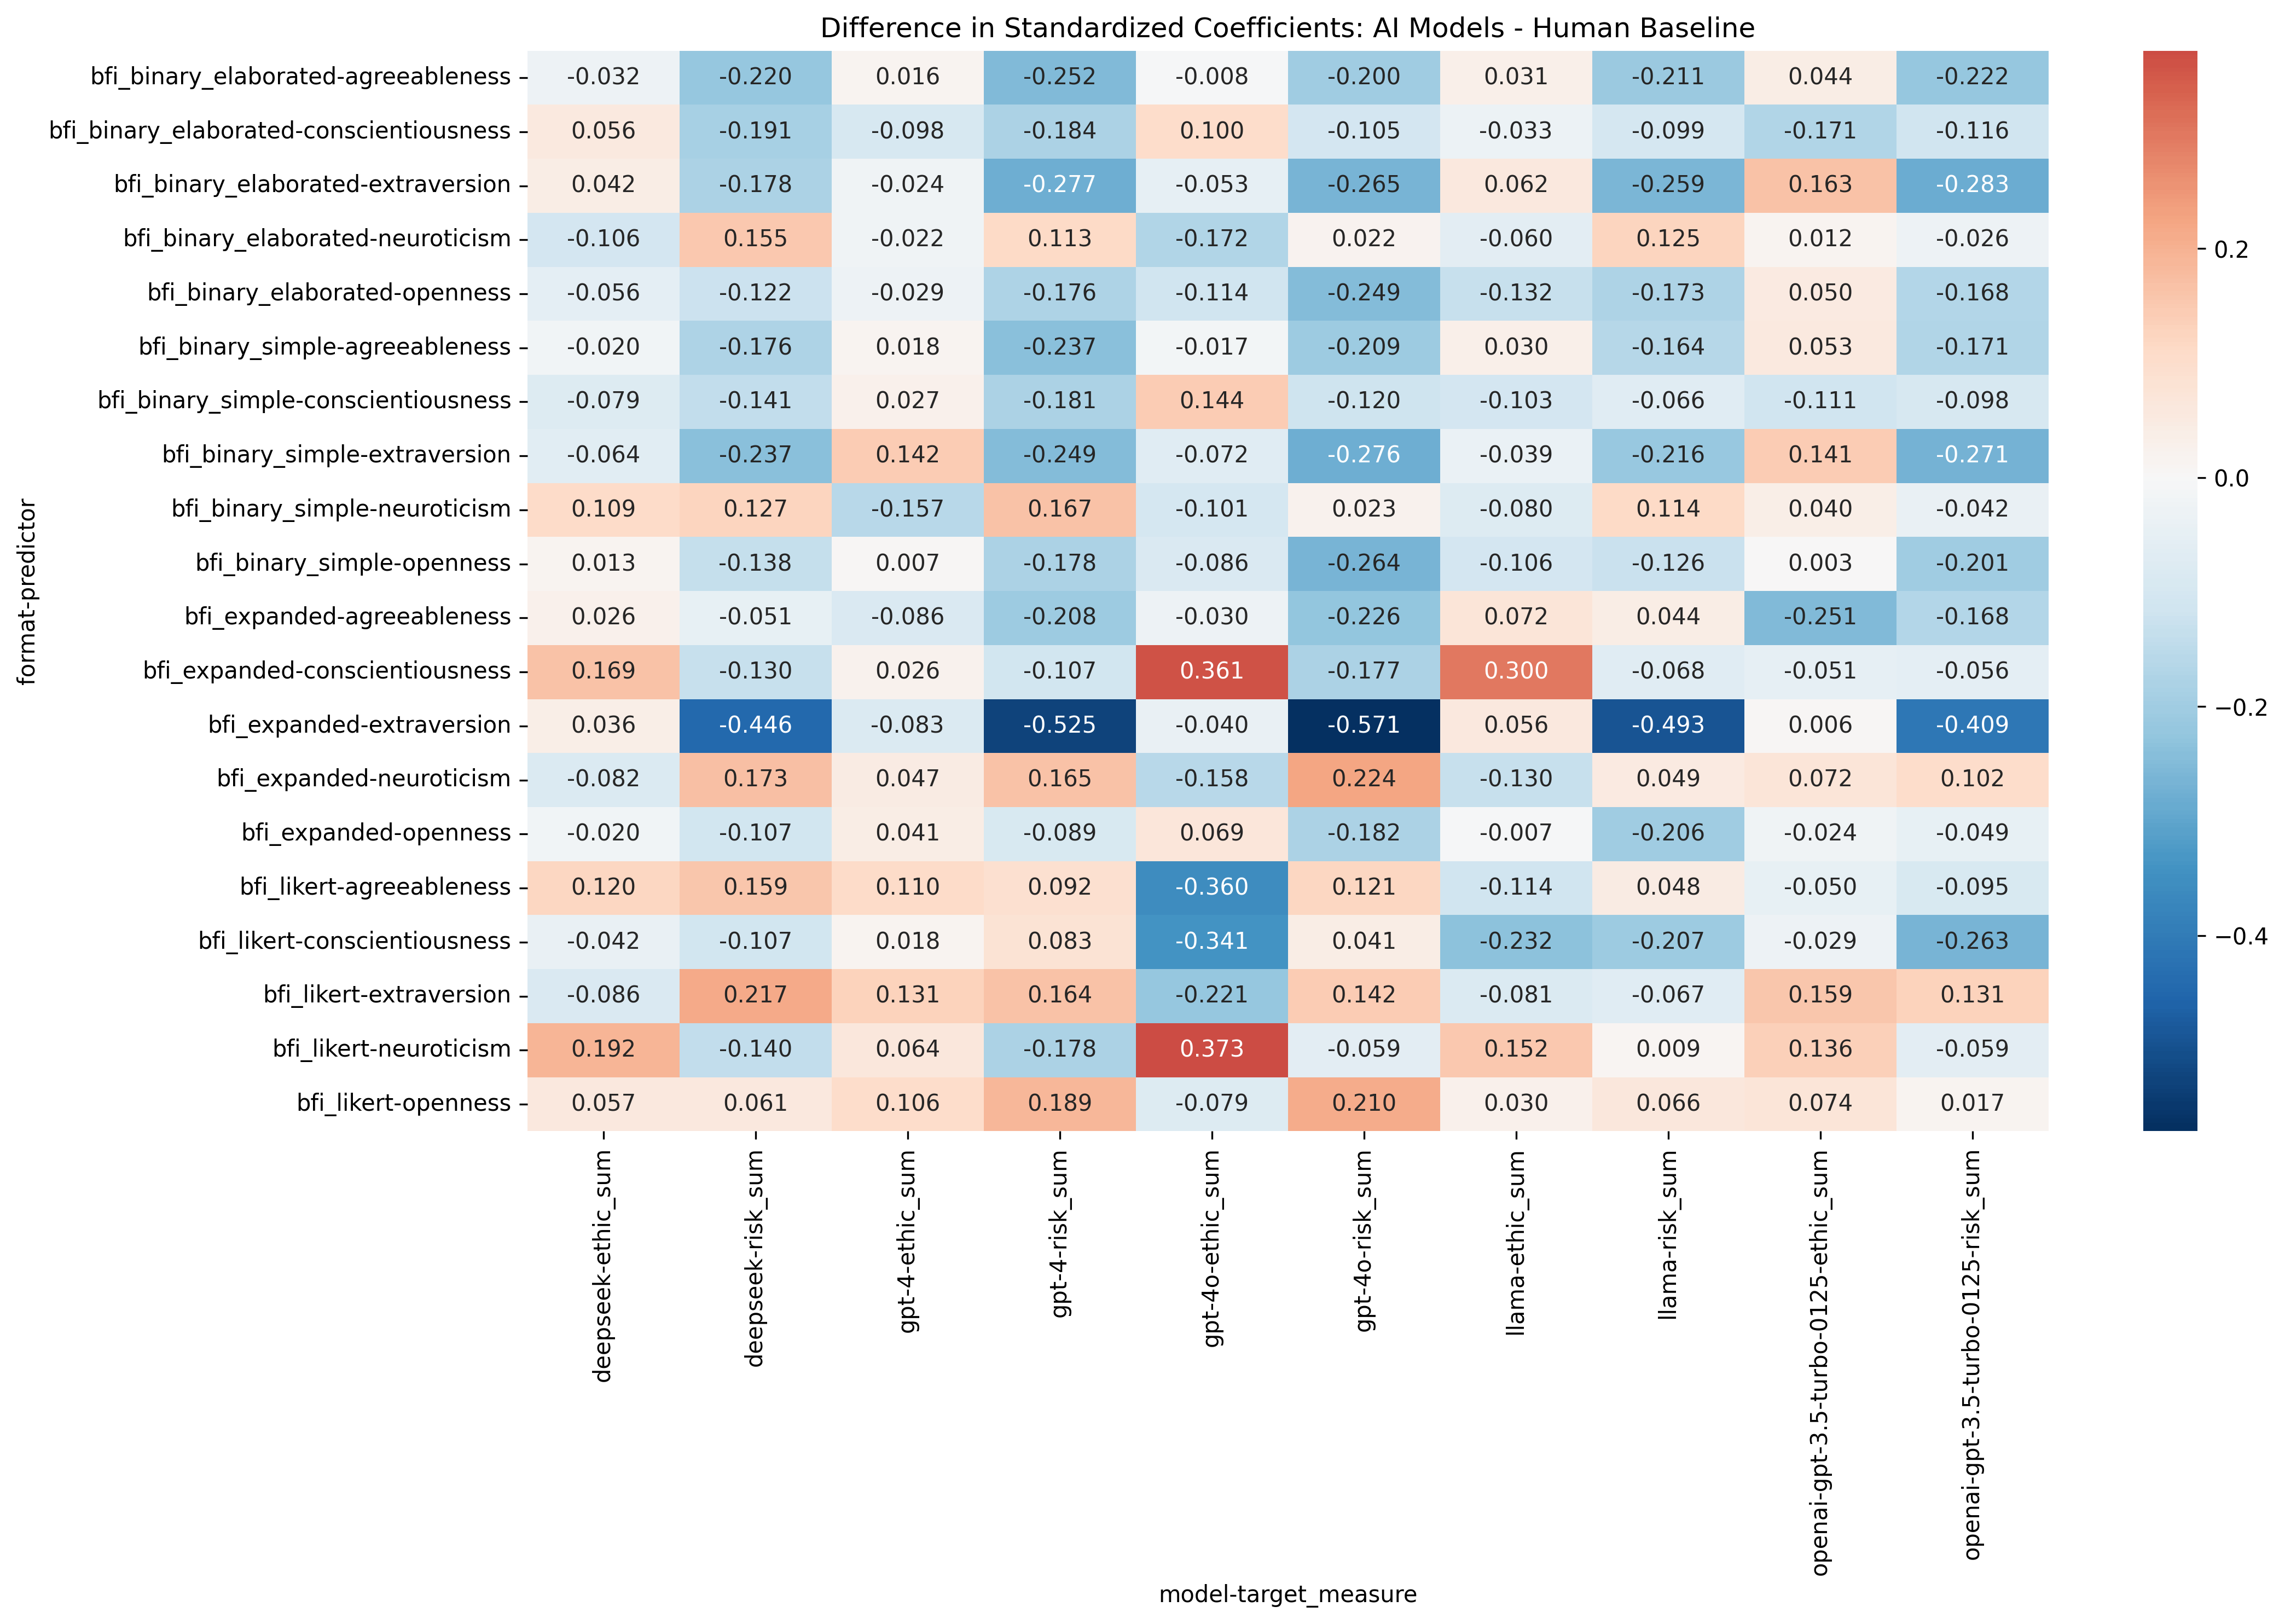 Difference in Standardized Coefficients: AI Models - Human Baseline
format-predictor
bfi_binary_elaborated-agreeableness -0.032 -0.220 0.016 -0.252 -0.008 -0.200 0.031 -0.211 0.044 -0.222
bfi_binary_elaborated-conscientiousness 0.056 -0.191 -0.098 -0.184 0.100 -0.105 -0.033 -0.099 -0.171 -0.116
bfi_binary_elaborated-extraversion 0.042 -0.178 -0.024 -0.277 -0.053 -0.265 0.062 -0.259 0.163 -0.283
bfi_binary_elaborated-neuroticism -0.106 0.155 -0.022 0.113 -0.172 0.022 -0.060 0.125 0.012 -0.026
bfi_binary_elaborated-openness -0.056 -0.122 -0.029 -0.176 -0.114 -0.249 -0.132 -0.173 0.050 -0.168
bfi_binary_simple-agreeableness -0.020 -0.176 0.018 -0.237 -0.017 -0.209 0.030 -0.164 0.053 -0.171
bfi_binary_simple-conscientiousness -0.079 -0.141 0.027 -0.181 0.144 -0.120 -0.103 -0.066 -0.111 -0.098
bfi_binary_simple-extraversion -0.064 -0.237 0.142 -0.249 -0.072 -0.276 -0.039 -0.216 0.141 -0.271
bfi_binary_simple-neuroticism 0.109 0.127 -0.157 0.167 -0.101 0.023 -0.080 0.114 0.040 -0.042
bfi_binary_simple-openness 0.013 -0.138 0.007 -0.178 -0.086 -0.264 -0.106 -0.126 0.003 -0.201
bfi_expanded-agreeableness 0.026 -0.051 -0.086 -0.208 -0.030 -0.226 0.072 0.044 -0.251 -0.168
bfi_expanded-conscientiousness 0.169 -0.130 0.026 -0.107 0.361 -0.177 0.300 -0.068 -0.051 -0.056
bfi_expanded-extraversion 0.036 -0.446 -0.083 -0.525 -0.040 -0.571 0.056 -0.493 0.006 -0.409
bfi_expanded-neuroticism -0.082 0.173 0.047 0.165 -0.158 0.224 -0.130 0.049 0.072 0.102
bfi_expanded-openness -0.020 -0.107 0.041 -0.089 0.069 -0.182 -0.007 -0.206 -0.024 -0.049
bfi_likert-agreeableness 0.120 0.159 0.110 0.092 -0.360 0.121 -0.114 0.048 -0.050 -0.095
bfi_likert-conscientiousness -0.042 -0.107 0.018 0.083 -0.341 0.041 -0.232 -0.207 -0.029 -0.263
bfi_likert-extraversion -0.086 0.217 0.131 0.164 -0.221 0.142 -0.081 -0.067 0.159 0.131
bfi_likert-neuroticism 0.192 -0.140 0.064 -0.178 0.373 -0.059 0.152 0.009 0.136 -0.059
bfi_likert-openness 0.057 0.061 0.106 0.189 -0.079 0.210 0.030 0.066 0.074 0.017
deepseek-ethic_sum
deepseek-risk_sum
gpt-4-ethic_sum
gpt-4-risk_sum
gpt-4o-ethic_sum
gpt-4o-risk_sum
llama-ethic_sum
llama-risk_sum
openai-gpt-3.5-turbo-0125-ethic_sum
openai-gpt-3.5-turbo-0125-risk_sum
model-target_measure
0.2
0.0
−0.2
−0.4